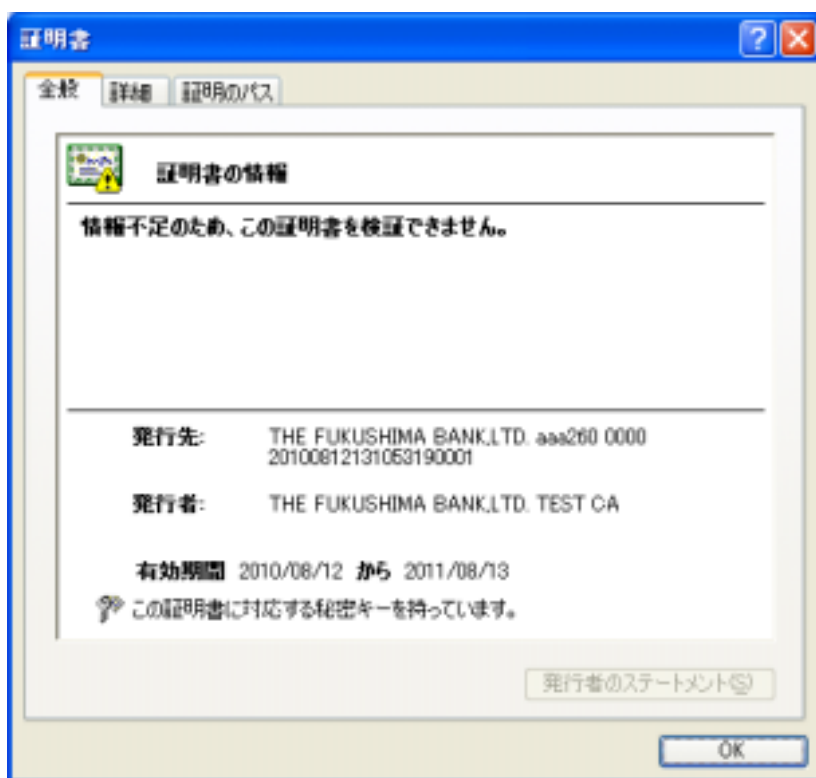 証明書
全般 詳細 証明のパス
証明書の情報
情報不足のため、この証明書を検証できません。
発行先: THE FUKUSHIMA BANK,LTD. aaa260 0000
20100812131053190001
発行者: THE FUKUSHIMA BANK,LTD. TEST CA
有効期間 2010/08/12 から 2011/08/13
この証明書に対応する秘密キーを持っています。
発行者のステートメント(S)
OK